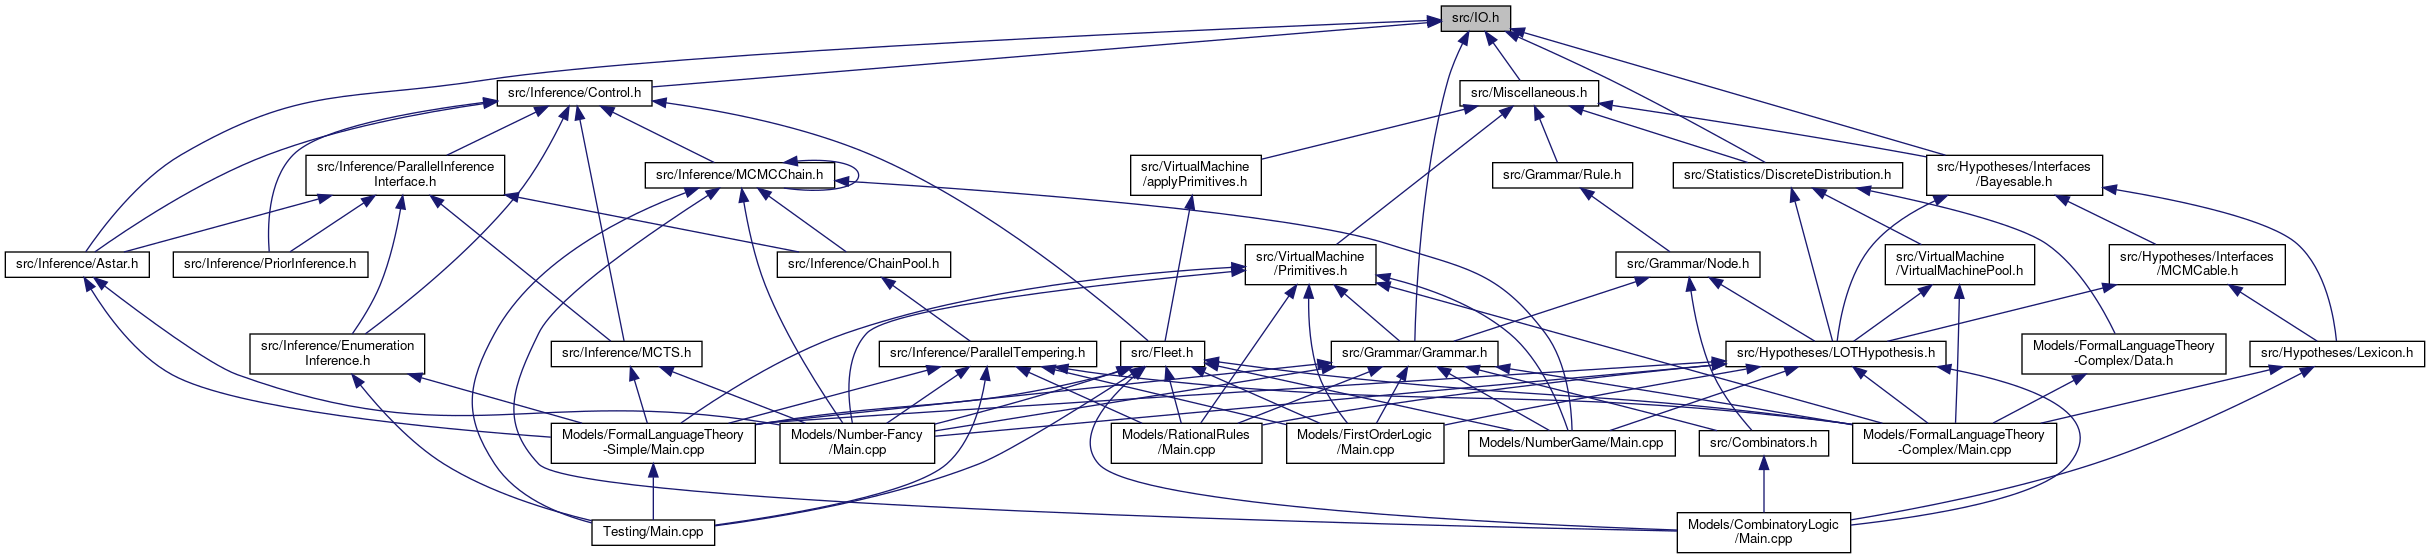 src/IO.h
src/Inference/Control.h
src/Miscellaneous.h
src/Inference/ParallelInference
Interface.h
src/Inference/MCMCChain.h
src/VirtualMachine
/applyPrimitives.h
src/Grammar/Rule.h
src/Statistics/DiscreteDistribution.h
src/Hypotheses/Interfaces
/Bayesable.h
src/Inference/Astar.h
src/Inference/PriorInference.h
src/Inference/ChainPool.h
src/VirtualMachine
/Primitives.h
src/Grammar/Node.h
src/VirtualMachine
/VirtualMachinePool.h
src/Hypotheses/Interfaces
/MCMCable.h
src/Inference/Enumeration
Inference.h
src/Inference/MCTS.h
src/Inference/ParallelTempering.h
src/Fleet.h
src/Grammar/Grammar.h
src/Hypotheses/LOTHypothesis.h
Models/FormalLanguageTheory
-Complex/Data.h
src/Hypotheses/Lexicon.h
Models/FormalLanguageTheory
-Simple/Main.cpp
Models/Number-Fancy
/Main.cpp
Models/RationalRules
/Main.cpp
Models/FirstOrderLogic
/Main.cpp
Models/NumberGame/Main.cpp
src/Combinators.h
Models/FormalLanguageTheory
-Complex/Main.cpp
Testing/Main.cpp
Models/CombinatoryLogic
/Main.cpp